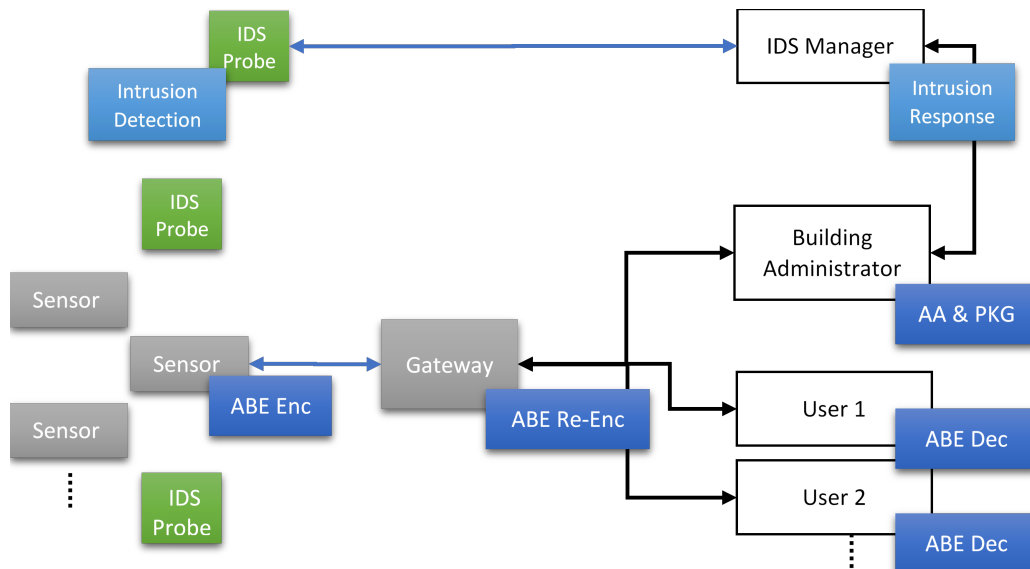 IDS
Probe
Intrusion
Detection
IDS Manager
Intrusion
Response
IDS
Probe
Building
Administrator
AA & PKG
Sensor
Sensor
ABE Enc
Gateway
ABE Re-Enc
User 1
ABE Dec
Sensor
IDS
Probe
User 2
ABE Dec